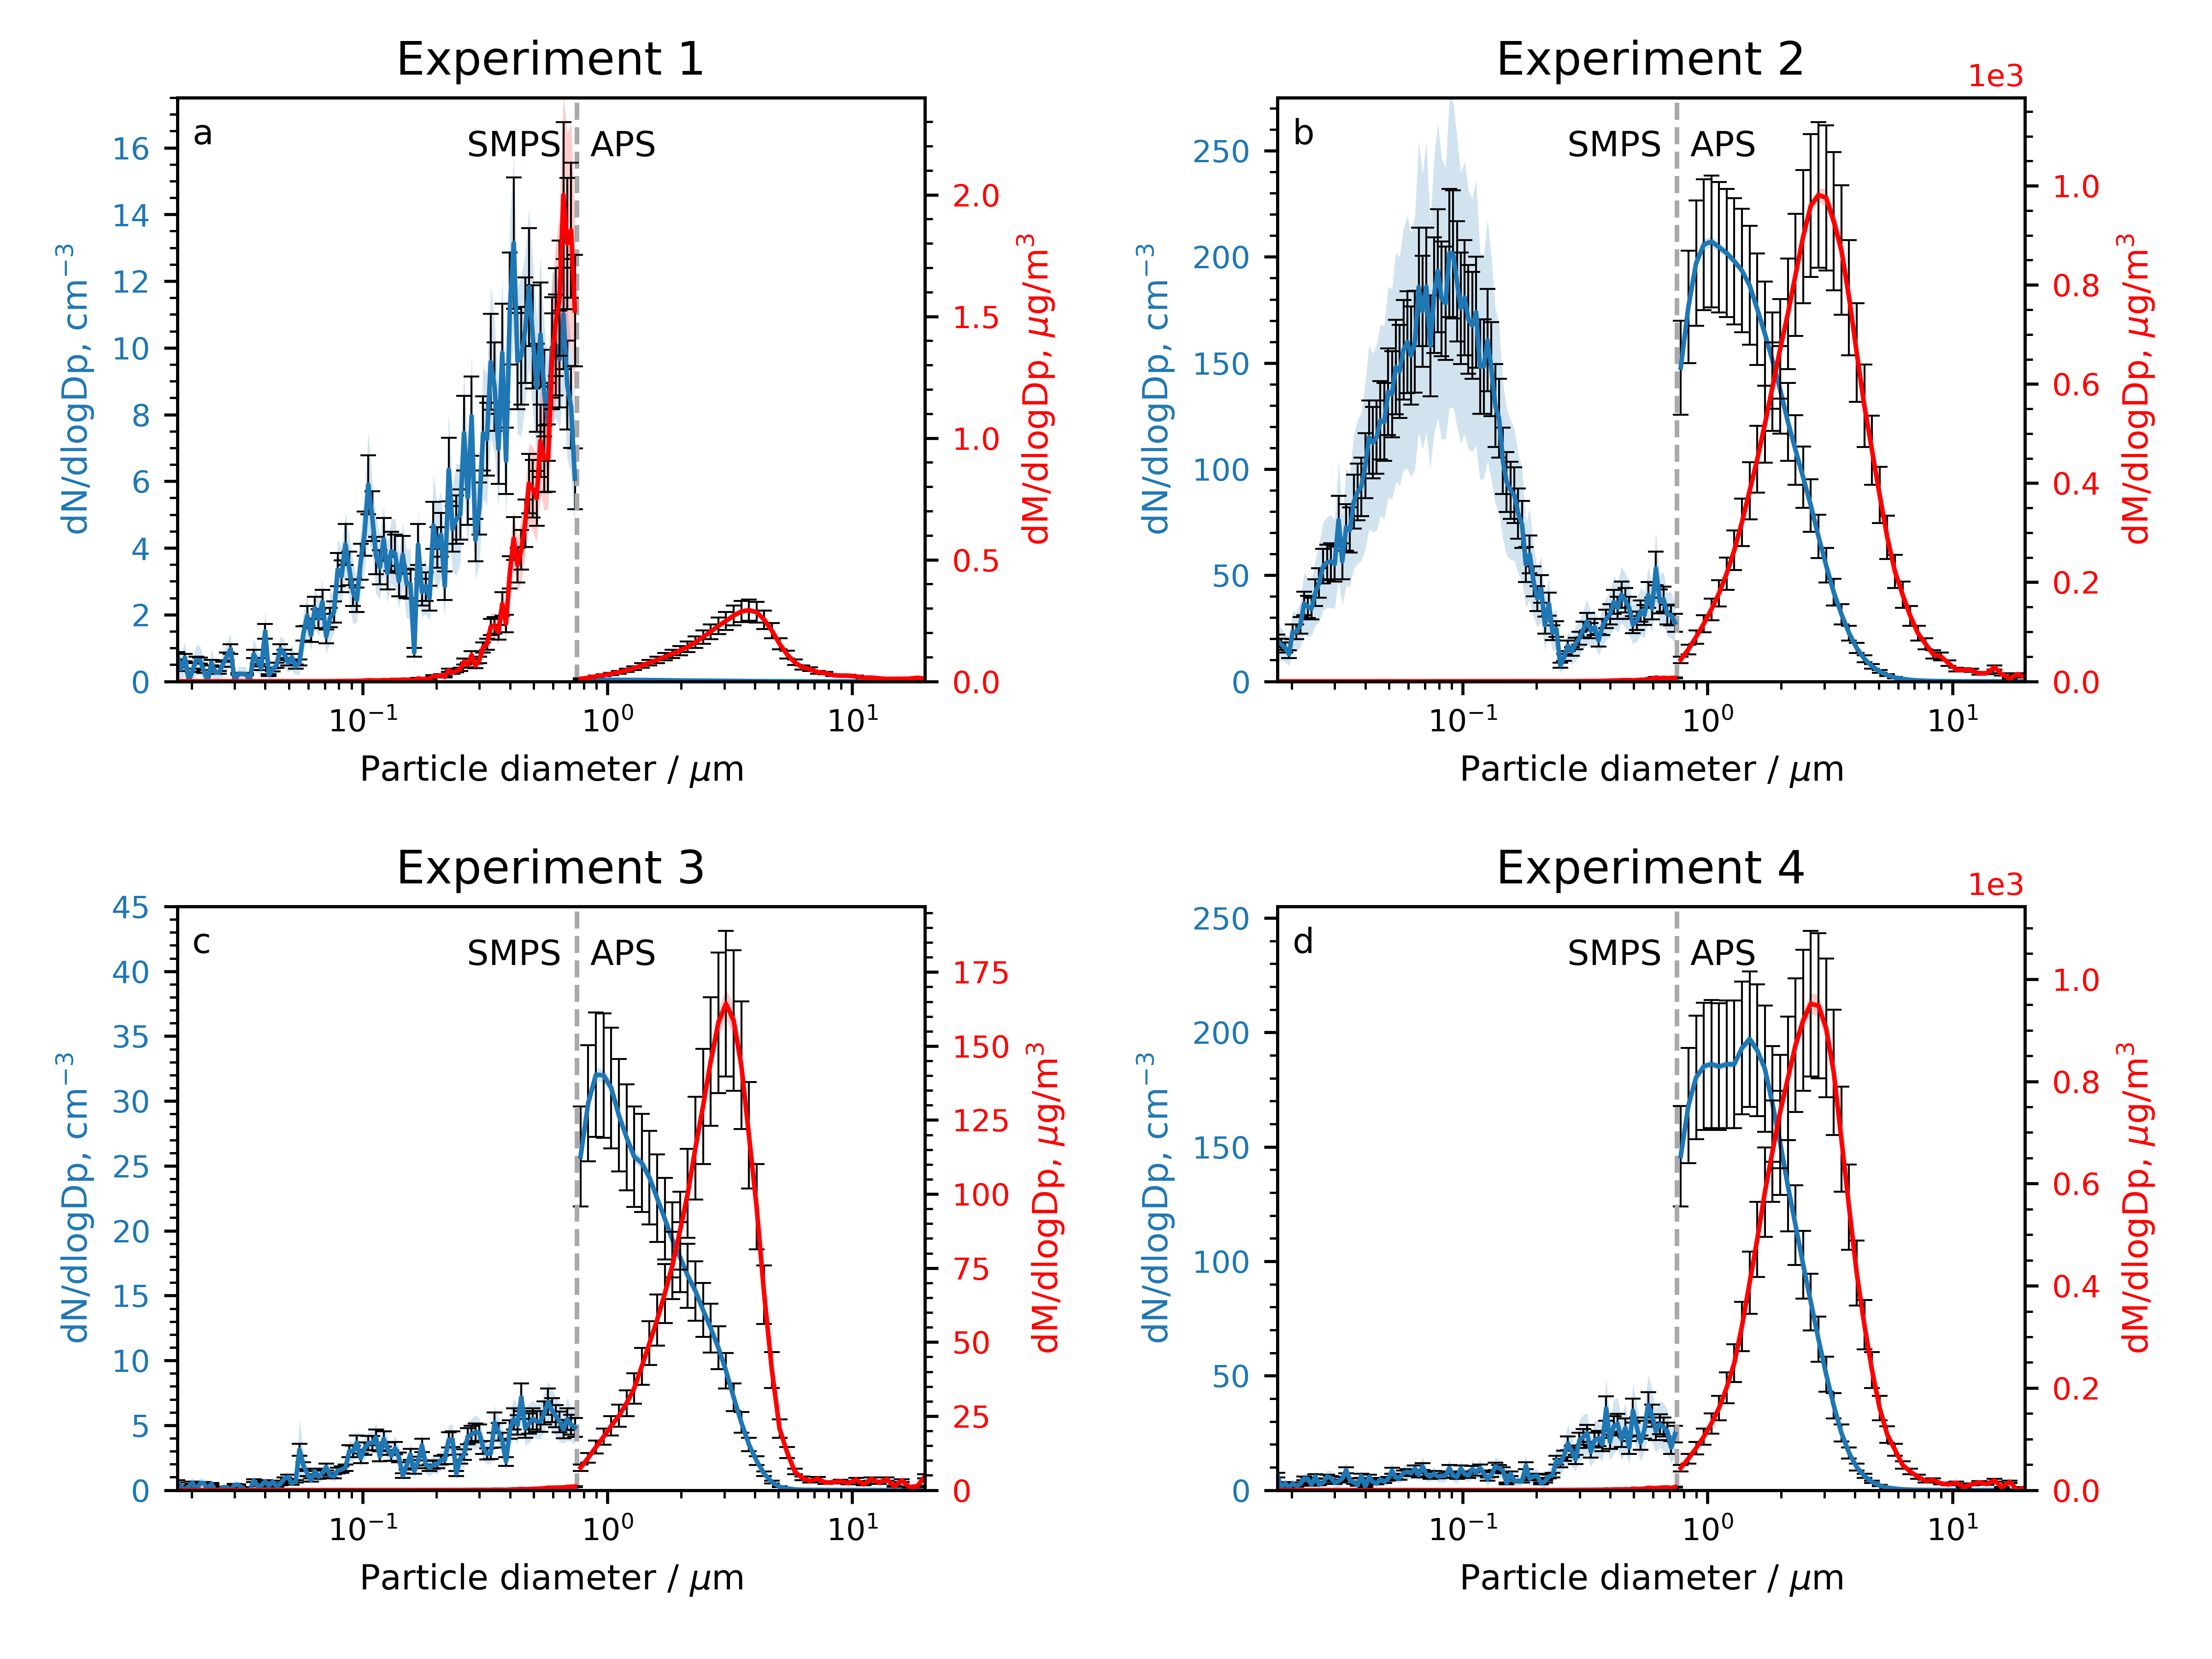 Experiment 1
a
SMPS APS
16
14
12
10
8
6
4
2
0
dN/dlogDp, cm⁻³
2.0
1.5
1.0
0.5
0.0
dM/dlogDp, μg/m³
10⁻¹ 10⁰ 10¹
Particle diameter / μm
Experiment 2
1e3
b
SMPS APS
250
200
150
100
50
0
dN/dlogDp, cm⁻³
1.0
0.8
0.6
0.4
0.2
0.0
dM/dlogDp, μg/m³
10⁻¹ 10⁰ 10¹
Particle diameter / μm
Experiment 3
c
SMPS APS
45
40
35
30
25
20
15
10
5
0
dN/dlogDp, cm⁻³
175
150
125
100
75
50
25
0
dM/dlogDp, μg/m³
10⁻¹ 10⁰ 10¹
Particle diameter / μm
Experiment 4
1e3
d
SMPS APS
250
200
150
100
50
0
dN/dlogDp, cm⁻³
1.0
0.8
0.6
0.4
0.2
0.0
dM/dlogDp, μg/m³
10⁻¹ 10⁰ 10¹
Particle diameter / μm